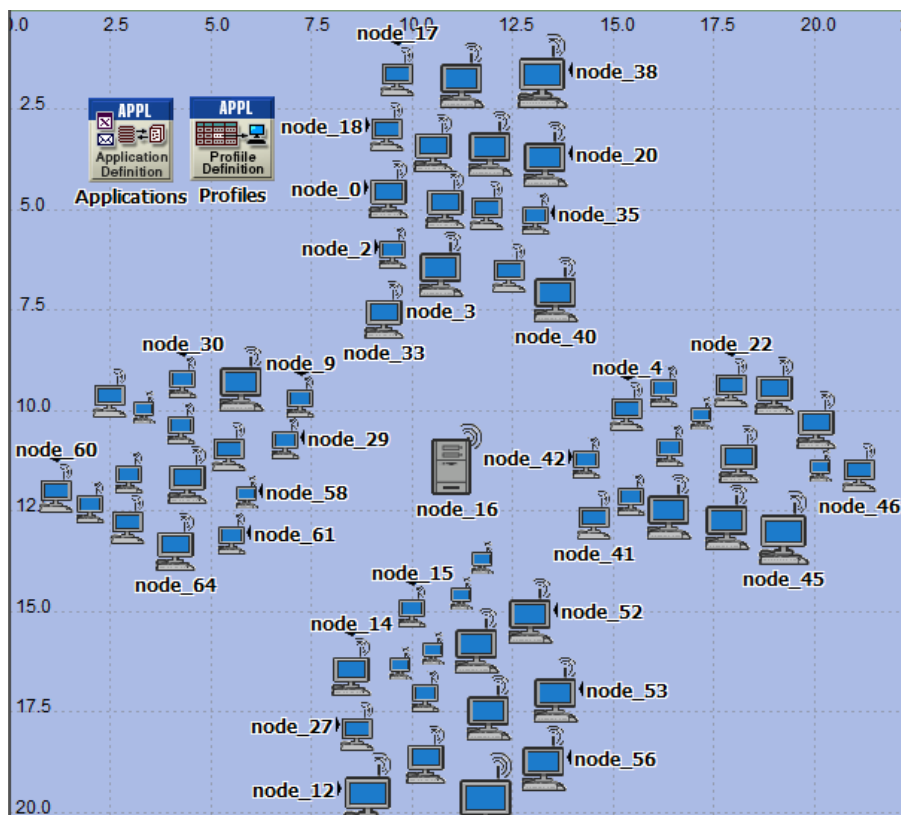 0.0 2.5 5.0 7.5 10.0 12.5 15.0 17.5 20.0
node_17
node_38
2.5
APPL
APPL
node_18
Application
Definition
Profiile
Definition
node_20
Applications
Profiles
node_0
node_35
5.0
node_2
7.5
node_3
node_40
node_33
node_30
node_9
node_4
node_22
10.0
node_29
node_60
node_42
node_58
node_16
node_46
12.5
node_61
node_41
node_64
node_45
node_15
15.0
node_52
node_14
node_53
17.5
node_27
node_56
node_12
20.0